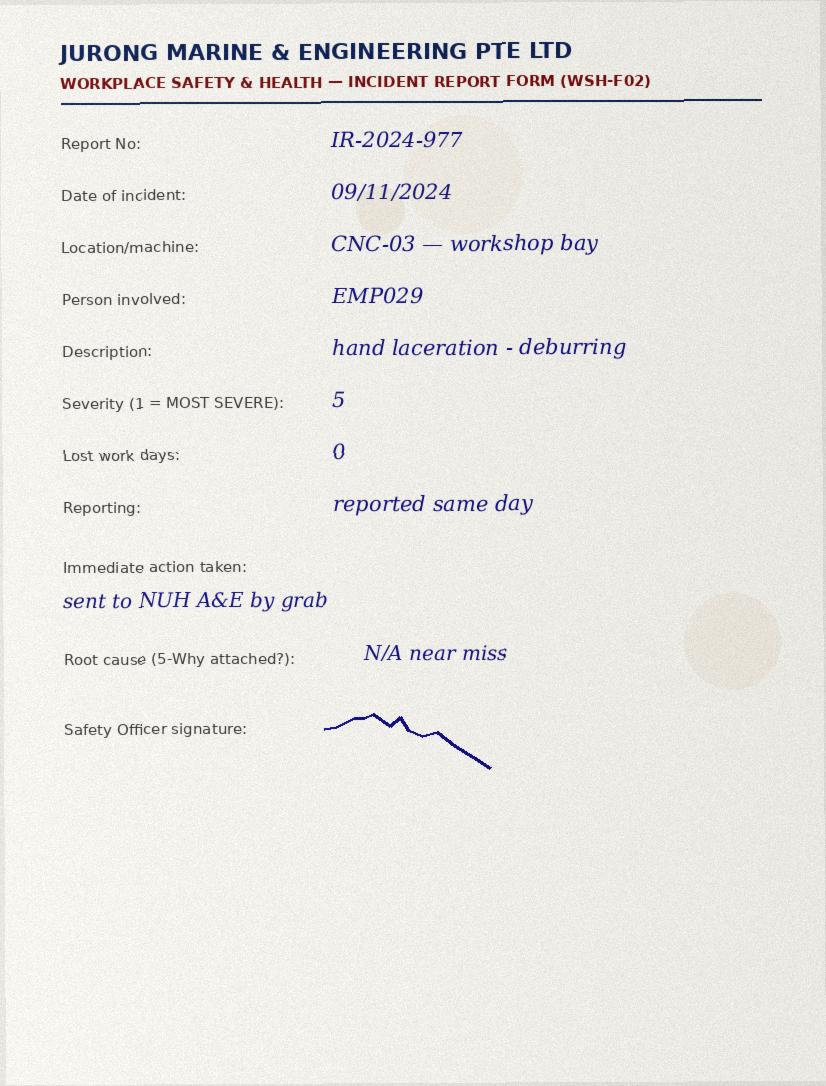 JURONG MARINE & ENGINEERING PTE LTD
WORKPLACE SAFETY & HEALTH — INCIDENT REPORT FORM (WSH-F02)
Report No: IR-2024-977
Date of incident: 09/11/2024
Location/machine: CNC-03 — workshop bay
Person involved: EMP029
Description: hand laceration - deburring
Severity (1 = MOST SEVERE): 5
Lost work days: 0
Reporting: reported same day
Immediate action taken:
sent to NUH A&E by grab
Root cause (5-Why attached?): N/A near miss
Safety Officer signature: